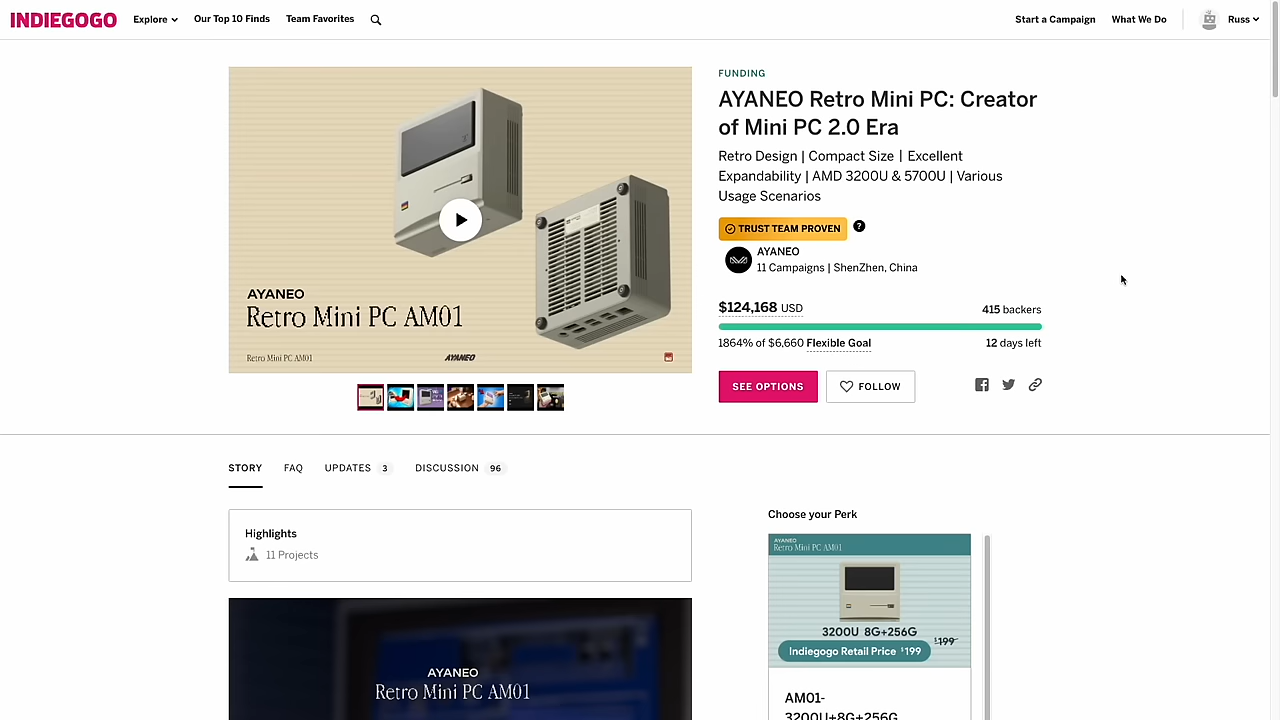 INDIEGOGO
Explore
Our Top 10 Finds
Team Favorites
Start a Campaign
What We Do
Russ
AYANEO
Retro Mini PC AM01
Retro Mini PC AM01
AYANEO
FUNDING
AYANEO Retro Mini PC: Creator
of Mini PC 2.0 Era
Retro Design | Compact Size | Excellent
Expandability | AMD 3200U & 5700U | Various
Usage Scenarios
TRUST TEAM PROVEN
?
AYANEO
11 Campaigns | ShenZhen, China
$124,168 USD
415 backers
1864% of $6,660 Flexible Goal
12 days left
SEE OPTIONS
FOLLOW
STORY
FAQ
UPDATES 3
DISCUSSION 96
Highlights
11 Projects
AYANEO
Retro Mini PC AM01
Choose your Perk
AYANEO
Retro Mini PC AM01
3200U 8G+256G
Indiegogo Retail Price $199
$199
AM01-
3200U+8G+256G